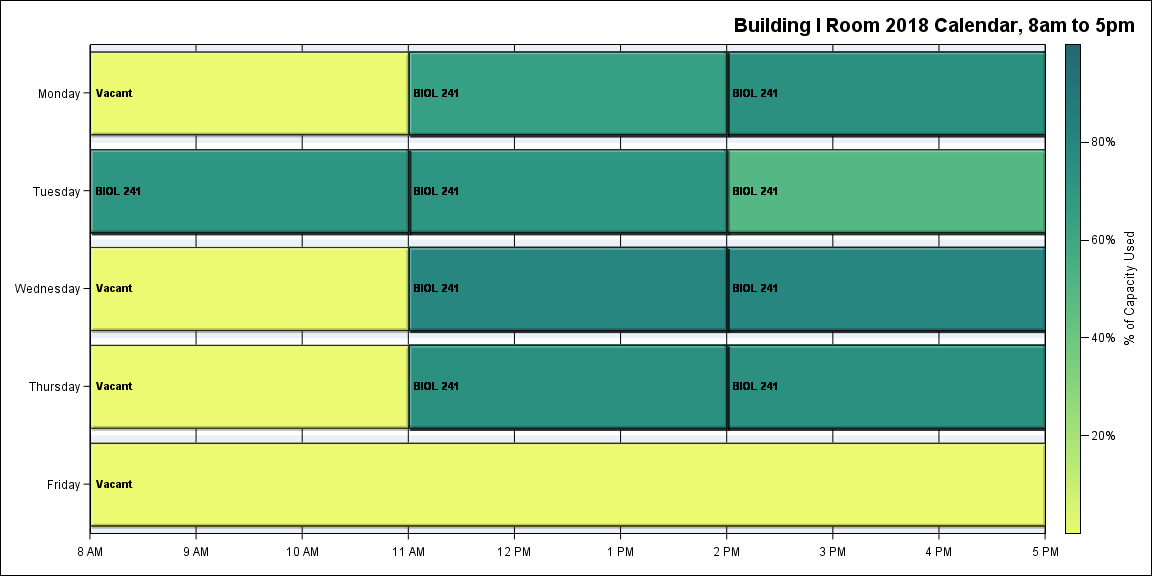 Building I Room 2018 Calendar, 8am to 5pm
Monday
Vacant
BIOL 241
BIOL 241
Tuesday
BIOL 241
BIOL 241
BIOL 241
Wednesday
Vacant
BIOL 241
BIOL 241
Thursday
Vacant
BIOL 241
BIOL 241
Friday
Vacant
8 AM
9 AM
10 AM
11 AM
12 PM
1 PM
2 PM
3 PM
4 PM
5 PM
80%
60%
40%
20%
% of Capacity Used